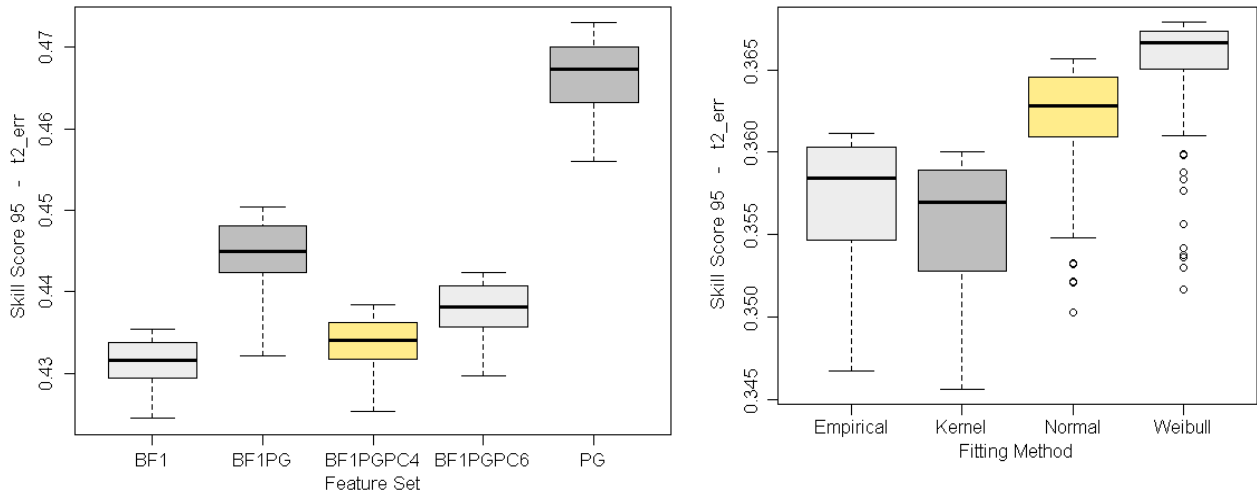 Skill Score 95 - t2_err
0.47
0.46
0.45
0.44
0.43
BF1 BF1PG BF1PGPC4 BF1PGPC6 PG
Feature Set
Skill Score 95 - t2_err
0.365
0.360
0.355
0.350
0.345
Empirical Kernel Normal Weibull
Fitting Method